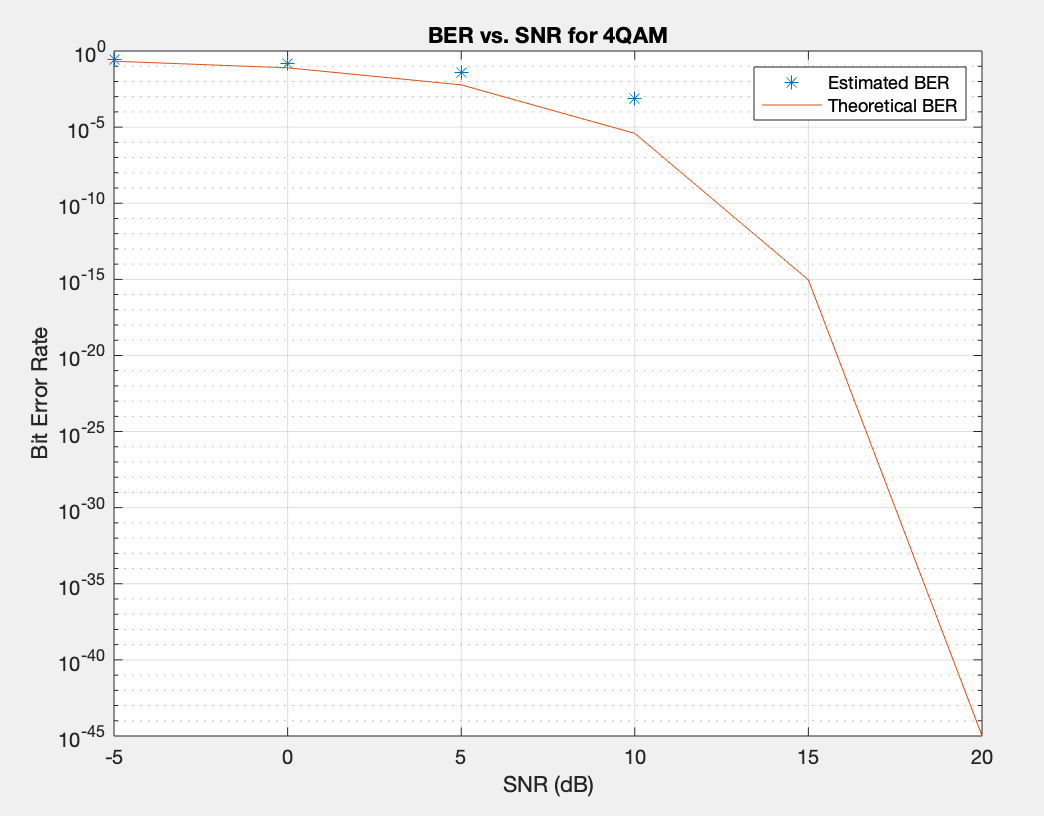 BER vs. SNR for 4QAM
10^0
10^-5
10^-10
10^-15
10^-20
10^-25
10^-30
10^-35
10^-40
10^-45
Bit Error Rate
Estimated BER
Theoretical BER
-5 0 5 10 15 20
SNR (dB)